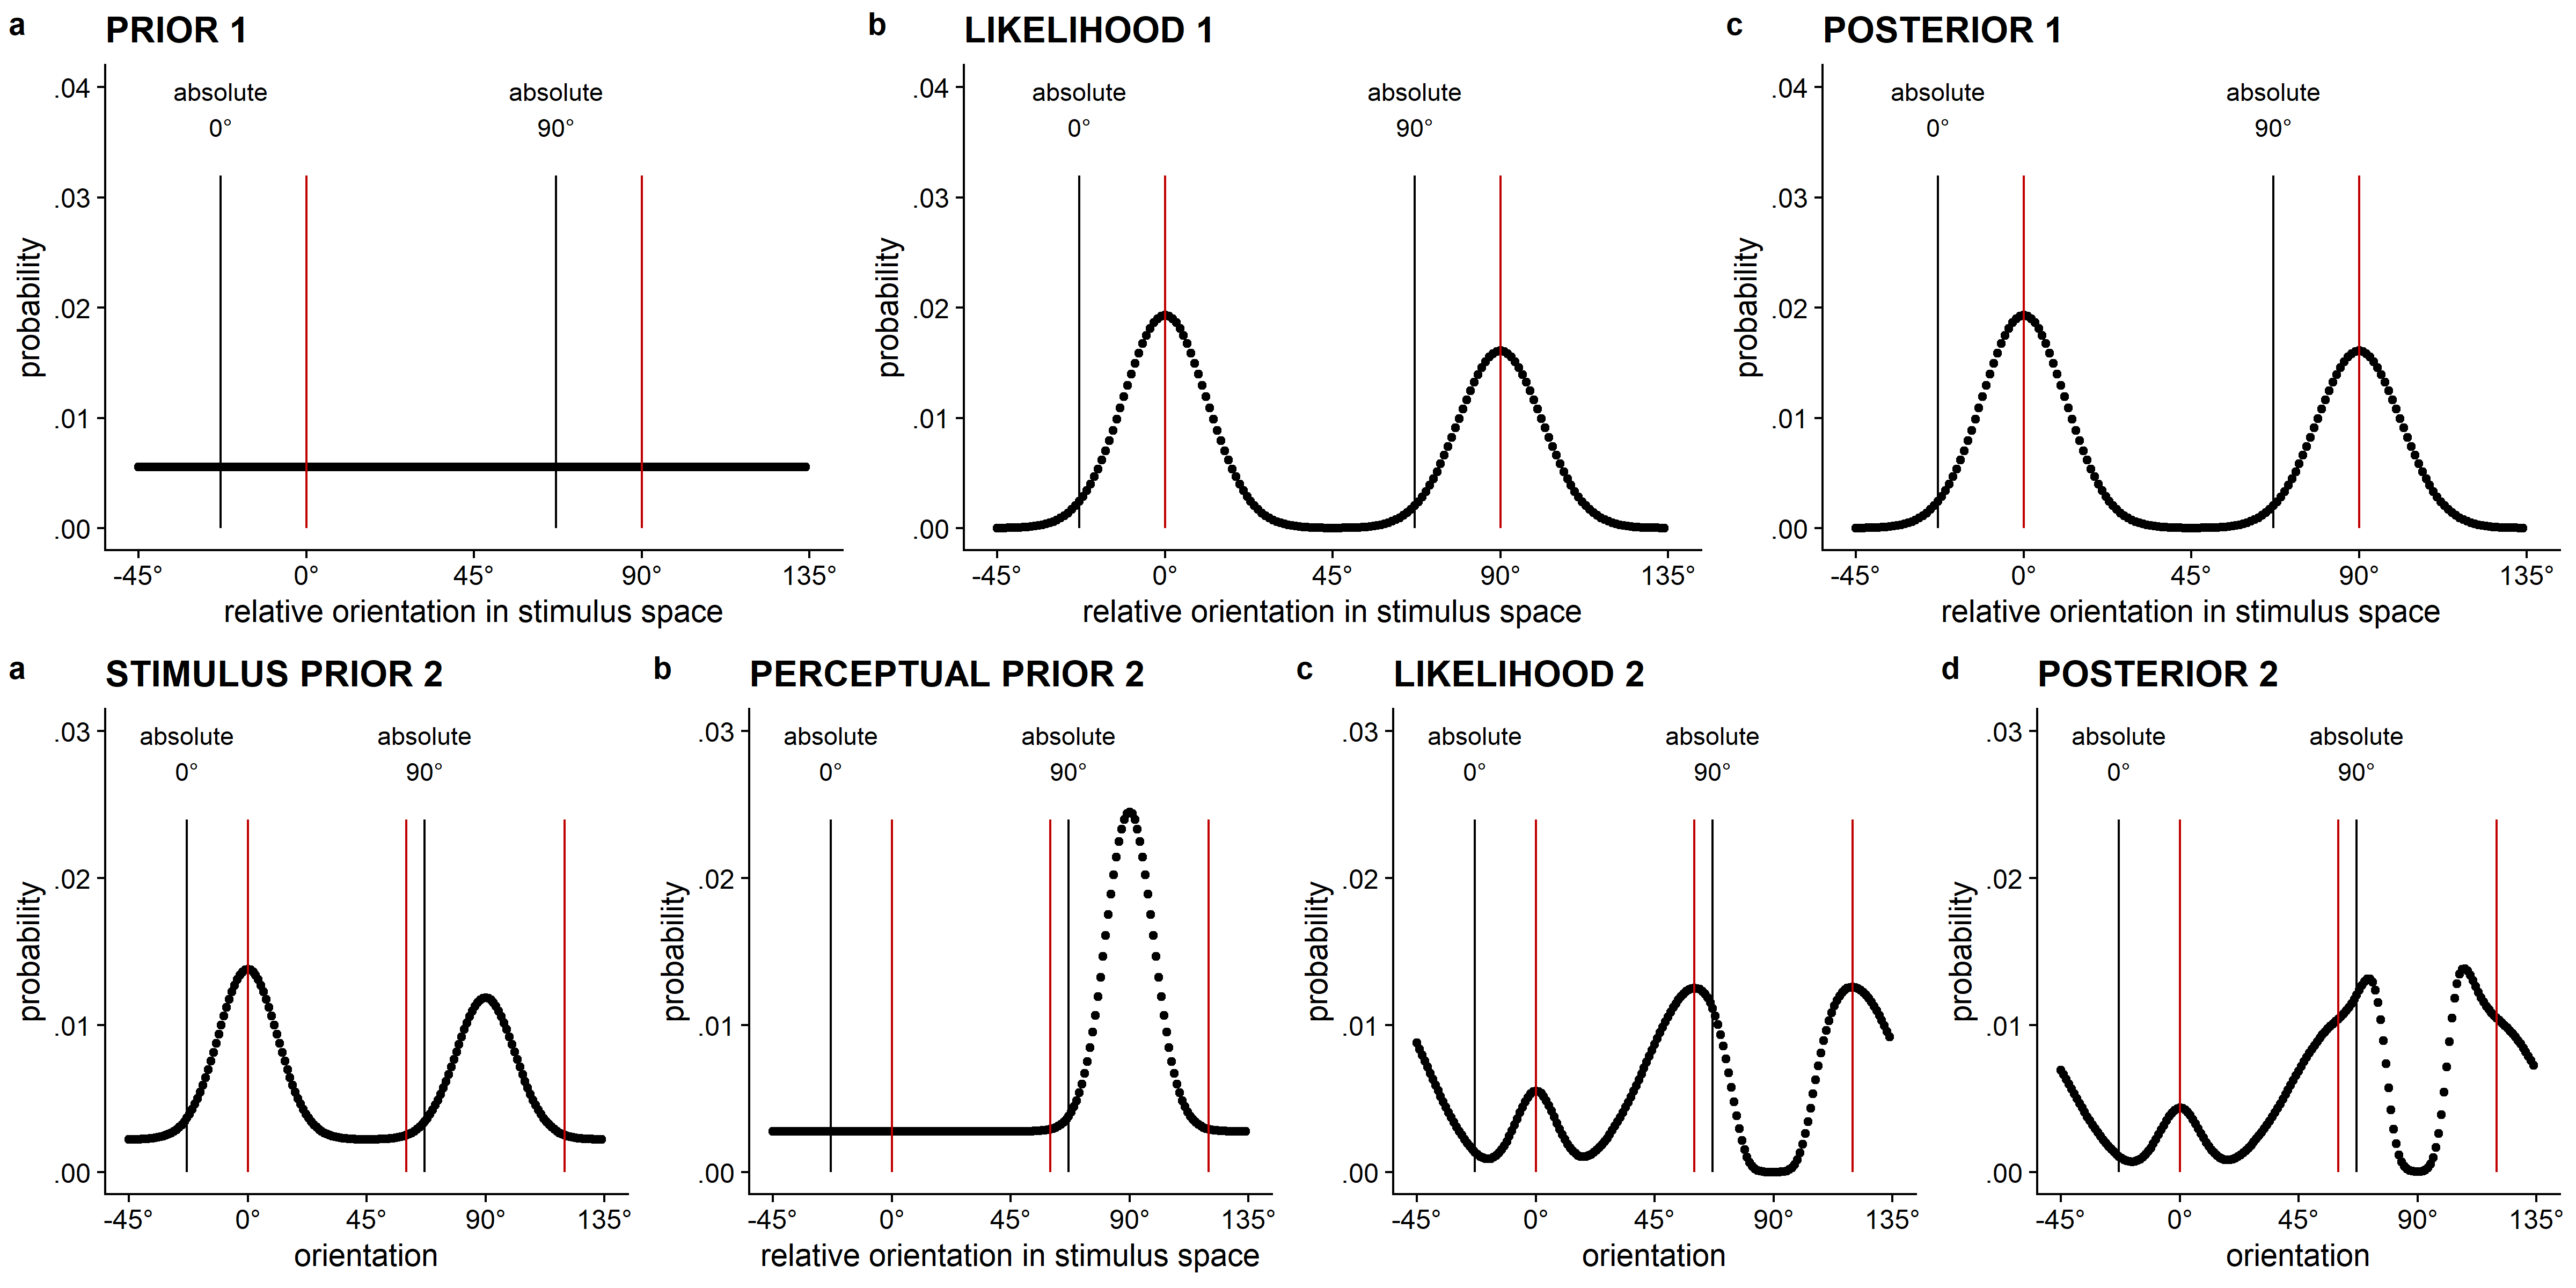 a PRIOR 1
absolute absolute
0° 90°
.04
.03
.02
.01
.00
probability
-45° 0° 45° 90° 135°
relative orientation in stimulus space
b LIKELIHOOD 1
absolute absolute
0° 90°
.04
.03
.02
.01
.00
probability
-45° 0° 45° 90° 135°
relative orientation in stimulus space
c POSTERIOR 1
absolute absolute
0° 90°
.04
.03
.02
.01
.00
probability
-45° 0° 45° 90° 135°
relative orientation in stimulus space
a STIMULUS PRIOR 2
absolute absolute
0° 90°
.03
.02
.01
.00
probability
-45° 0° 45° 90° 135°
orientation
b PERCEPTUAL PRIOR 2
absolute absolute
0° 90°
.03
.02
.01
.00
probability
-45° 0° 45° 90° 135°
relative orientation in stimulus space
c LIKELIHOOD 2
absolute absolute
0° 90°
.03
.02
.01
.00
probability
-45° 0° 45° 90° 135°
orientation
d POSTERIOR 2
absolute absolute
0° 90°
.03
.02
.01
.00
probability
-45° 0° 45° 90° 135°
orientation